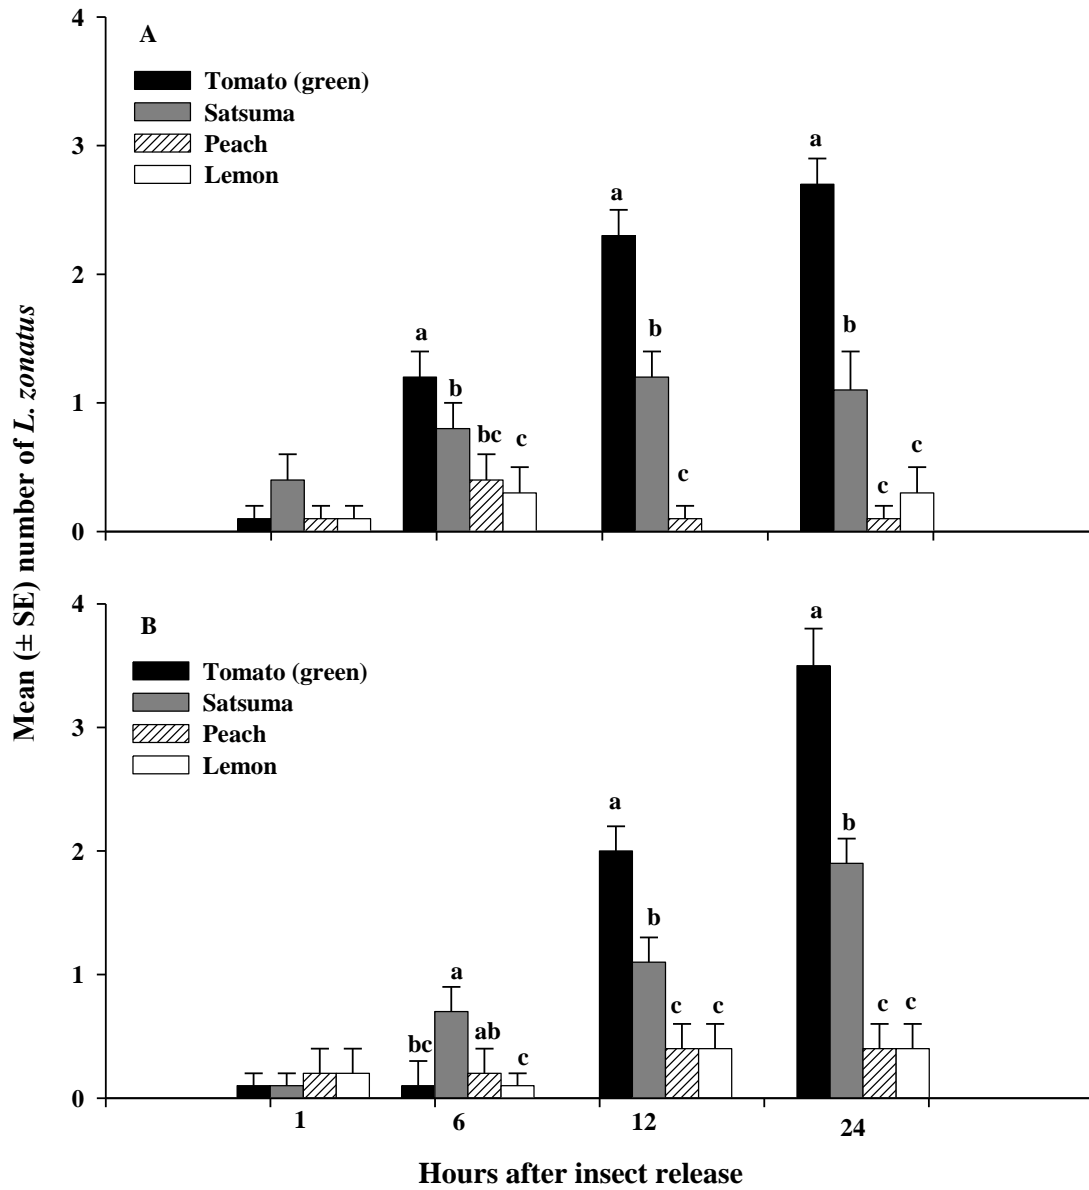 4
A
Tomato (green)
Satsuma
Peach
Lemon
3
a
a
2
b
b
a
b
1
bc
c
c
c
c
0
Mean (± SE) number of L. zonatus
4
B
a
Tomato (green)
Satsuma
3
Peach
Lemon
a
b
2
b
a
1
bc
ab
c
c
c
c
c
0
1
6
12
24
Hours after insect release